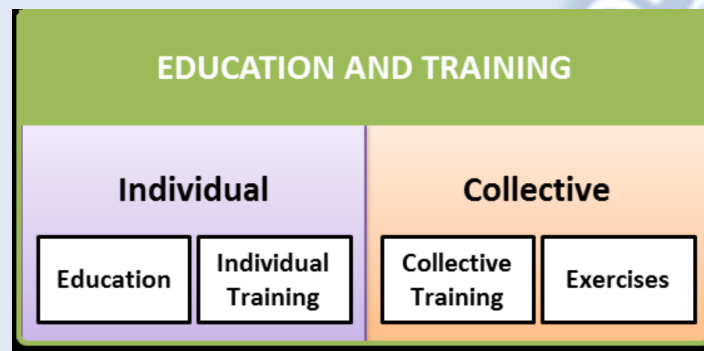 EDUCATION AND TRAINING
Individual
Collective
Education
Individual
Training
Collective
Training
Exercises